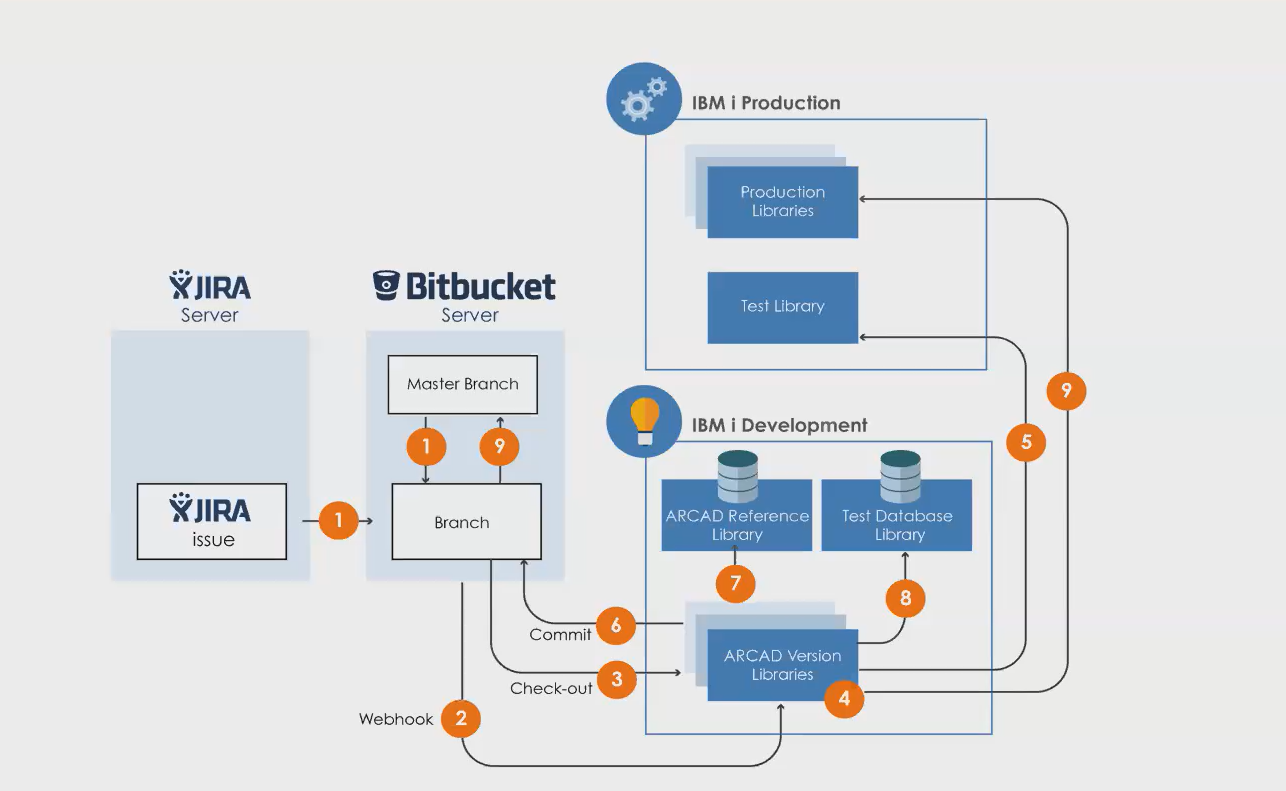 IBM i Production
Production
Libraries
Test Library
JIRA
Server
Bitbucket
Server
Master Branch
1
9
JIRA
issue
1
Branch
9
5
IBM i Development
ARCAD Reference
Library
Test Database
Library
7
8
Commit
6
Check-out
3
ARCAD Version
Libraries
4
Webhook
2